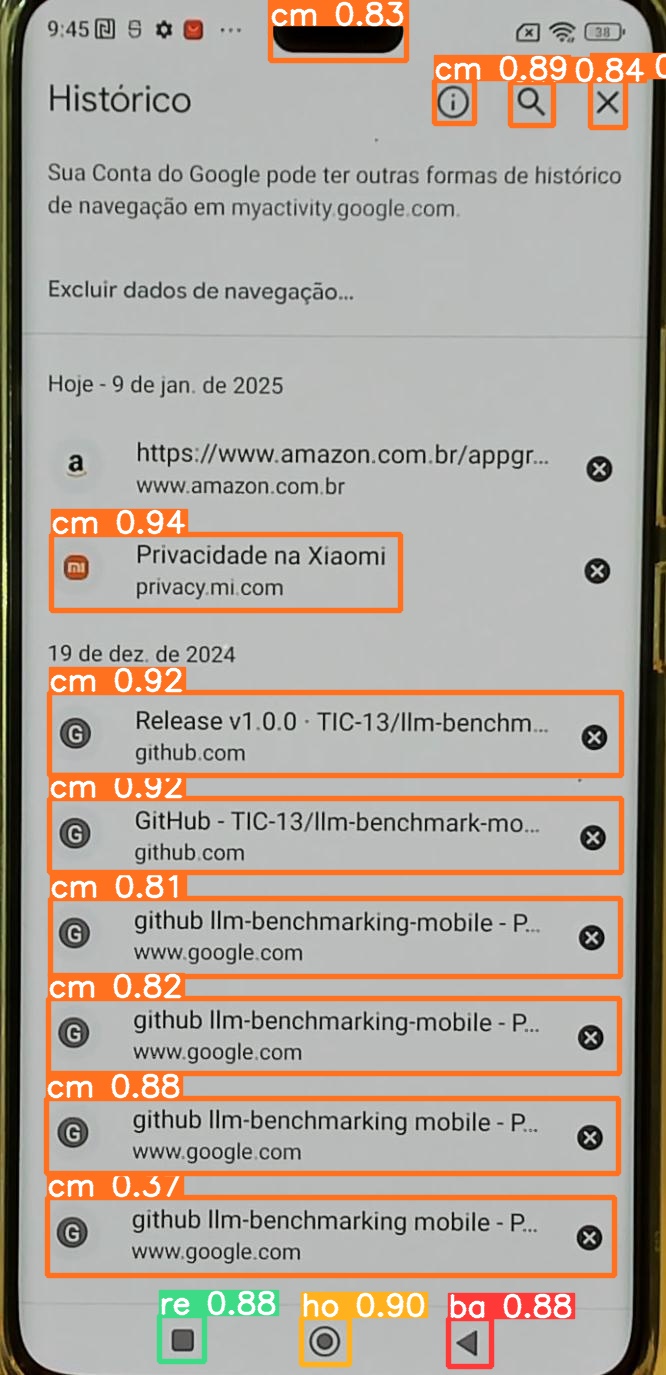 cm 0.83
9:45 ... 38
cm 0.89 0.84
Histórico
Sua Conta do Google pode ter outras formas de histórico
de navegação em myactivity.google.com.
Excluir dados de navegação...
Hoje - 9 de jan. de 2025
a https://www.amazon.com.br/appgr...
www.amazon.com.br
cm 0.94
mi Privacidade na Xiaomi
privacy.mi.com
19 de dez. de 2024
cm 0.92
G Release v1.0.0 · TIC-13/llm-benchm...
github.com
cm 0.92
G GitHub - TIC-13/llm-benchmark-mo...
github.com
cm 0.81
G github llm-benchmarking-mobile - P...
www.google.com
cm 0.82
G github llm-benchmarking-mobile - P...
www.google.com
cm 0.88
G github llm-benchmarking mobile - P...
www.google.com
cm 0.37
G github llm-benchmarking mobile - P...
www.google.com
re 0.88 ho 0.90 ba 0.88